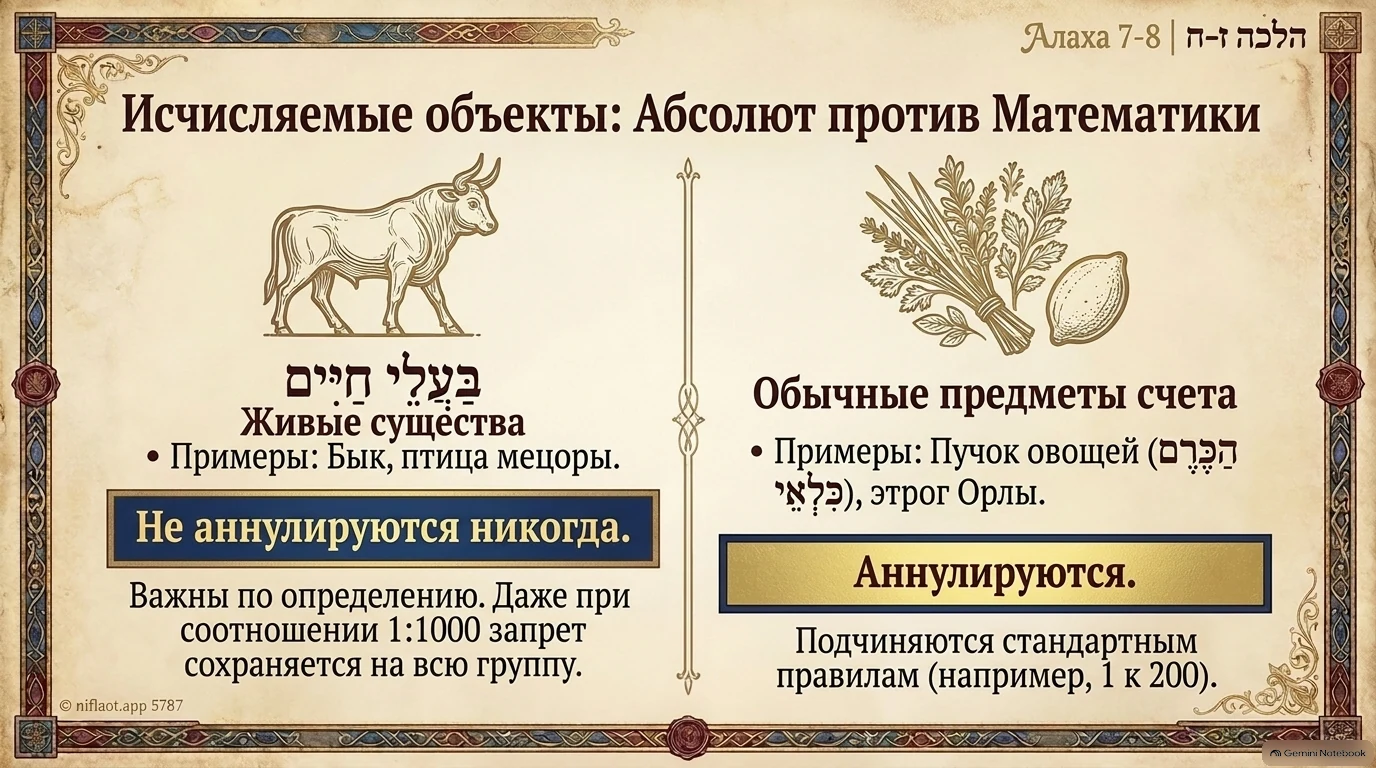 Алаха 7-8 | הלכה ז–ח
Исчисляемые объекты: Абсолют против Математики
בַּעֲלֵי חַיִּים
Живые существа
• Примеры: Бык, птица мецоры.
Не аннулируются никогда.
Важны по определению. Даже при
соотношении 1:1000 запрет
сохраняется на всю группу.
Обычные предметы счета
• Примеры: Пучок овощей (הַכֶּרֶם
כִּלְאֵי), этрог Орлы.
Аннулируются.
Подчиняются стандартным
правилам (например, 1 к 200).
© niflaot.app 5787
Gemini Notebook